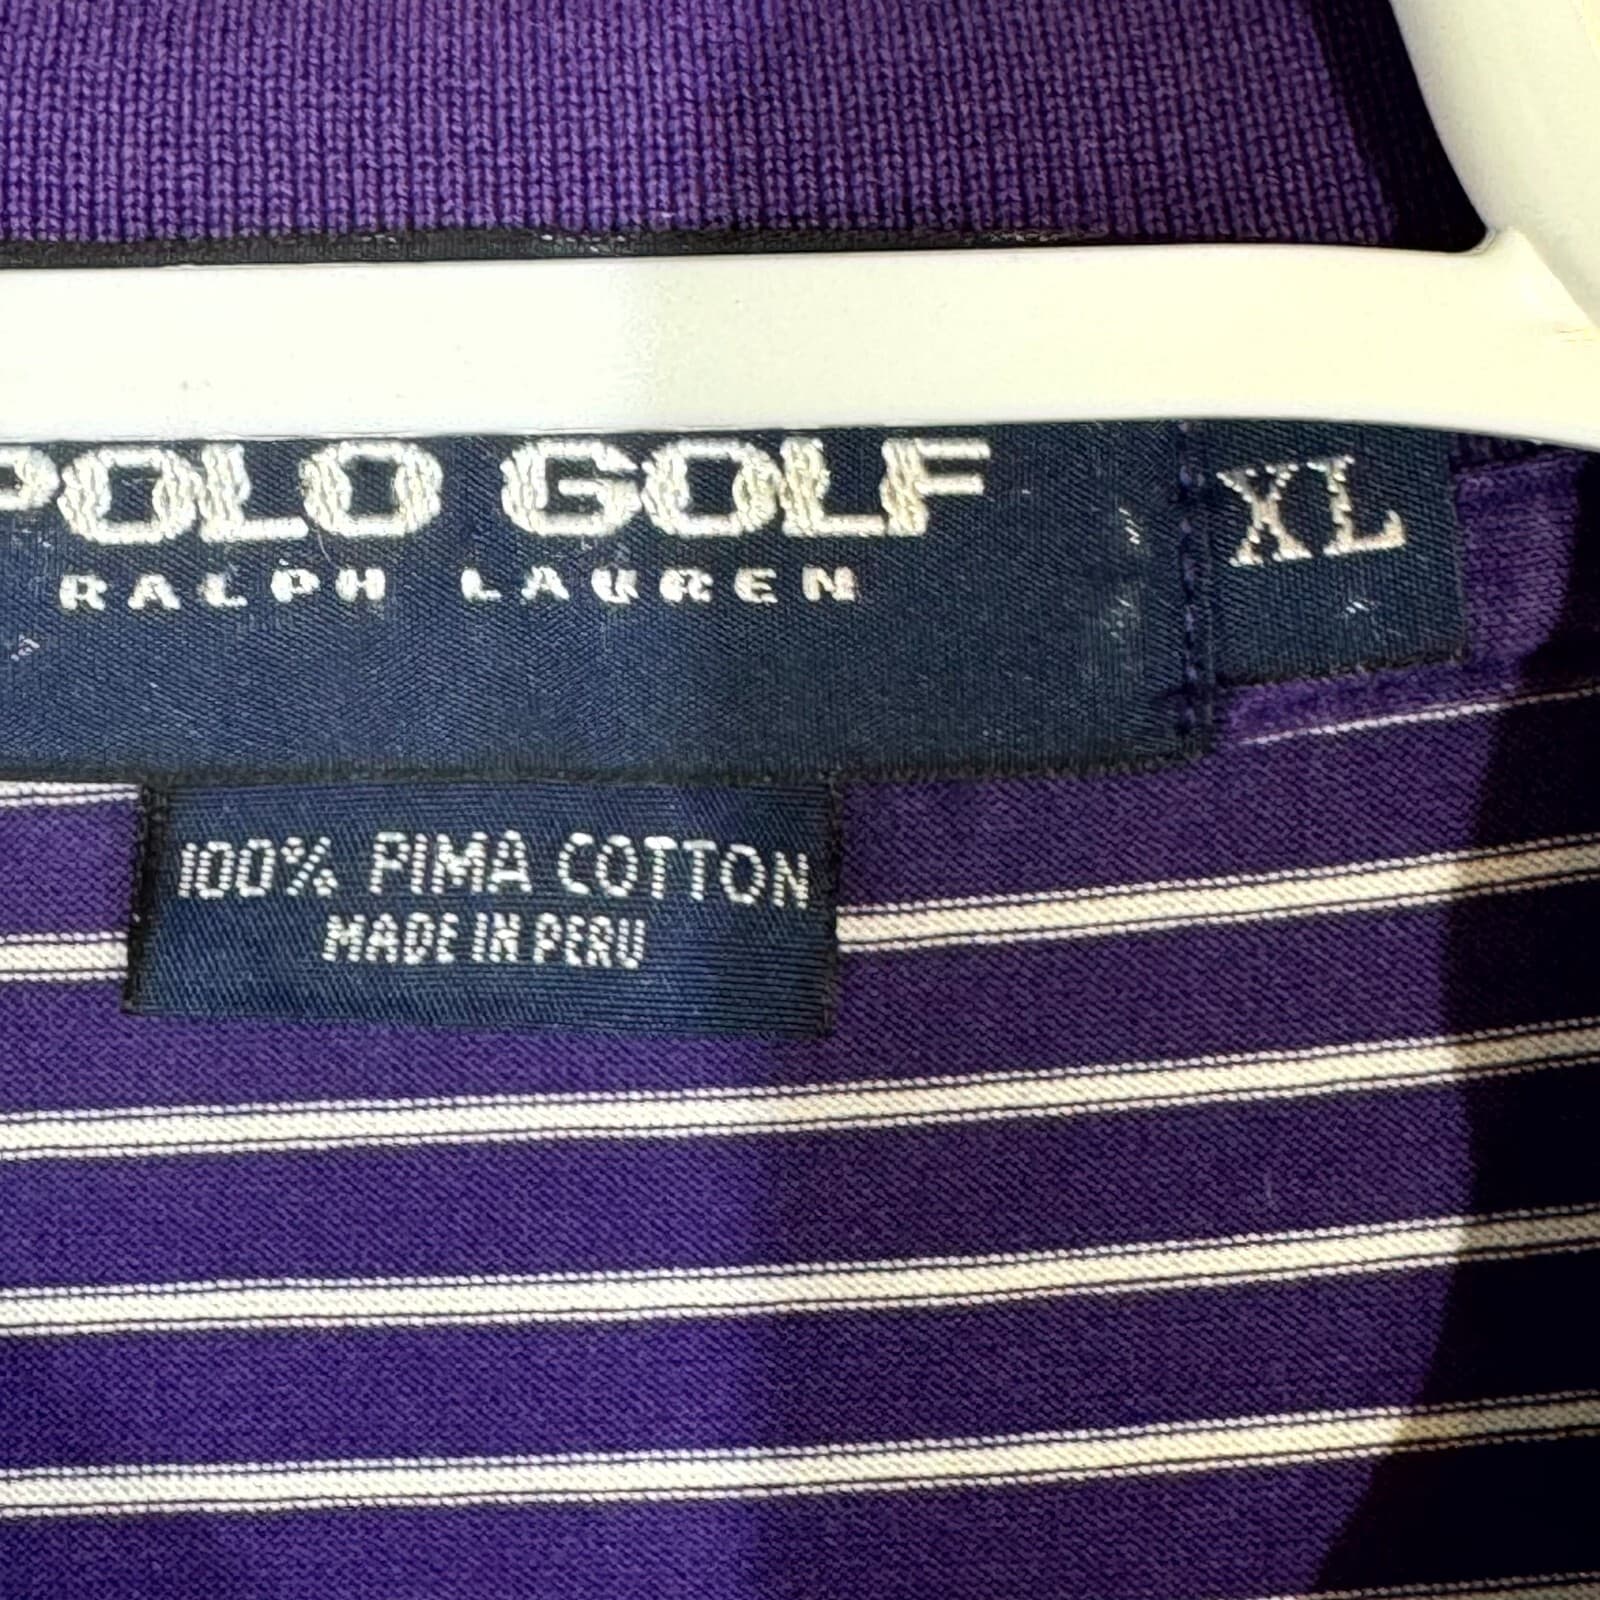 POLO GOLF
RALPH LAUREN
XL
100% PIMA COTTON
MADE IN PERU